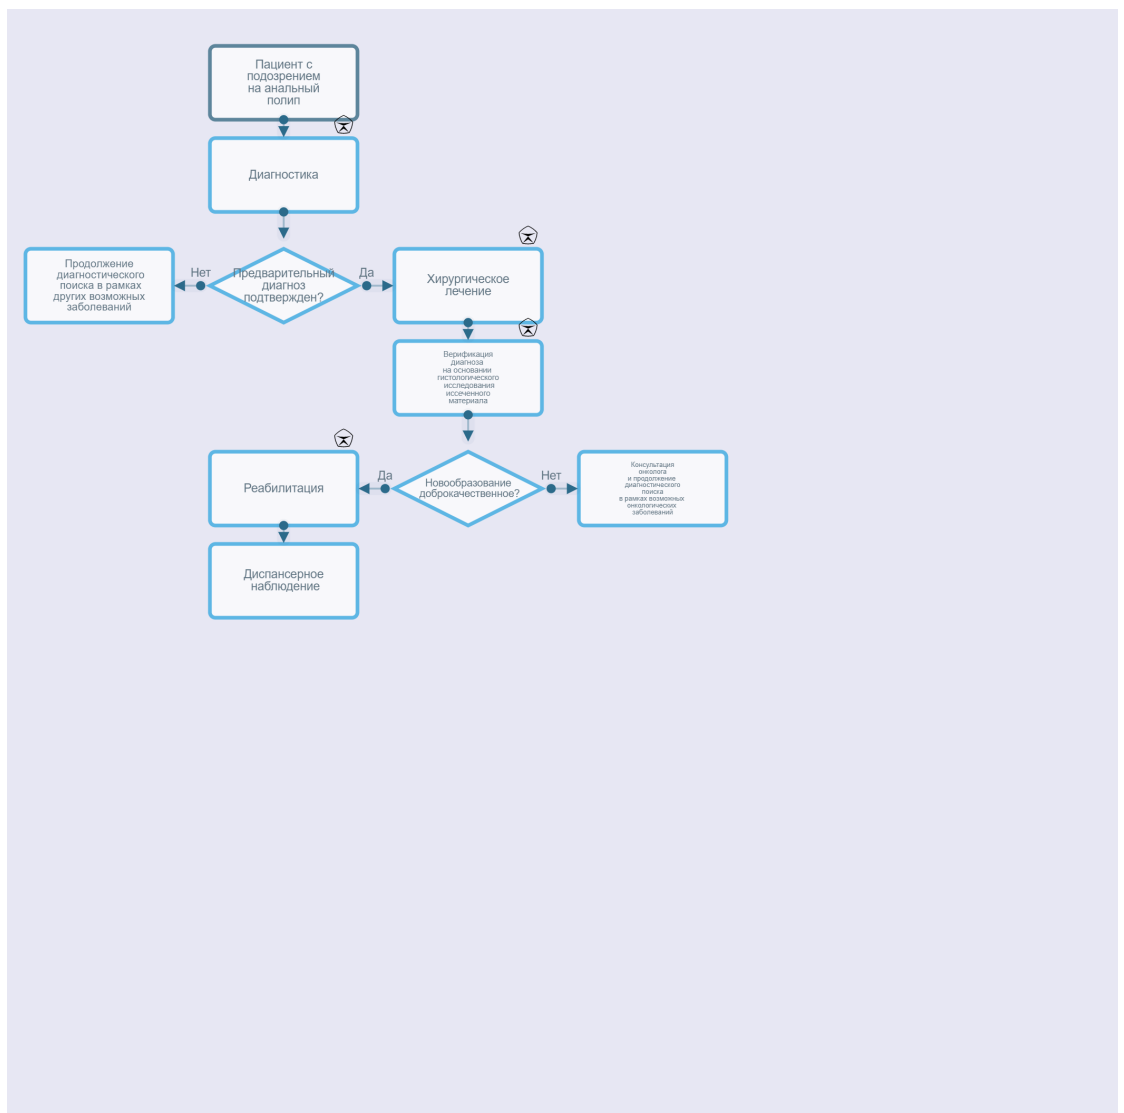 Пациент с
подозрением
на анальный
полип
Диагностика
Продолжение
диагностического
поиска в рамках
других возможных
заболеваний
Нет
Предварительный
диагноз
подтвержден?
Да
Хирургическое
лечение
Верификация
диагноза
на основании
гистологического
исследования
иссеченного
материала
Реабилитация
Да
Новообразование
доброкачественное?
Нет
Консультация
онколога
и продолжение
диагностического
поиска
в рамках возможных
онкологических
заболеваний
Диспансерное
наблюдение